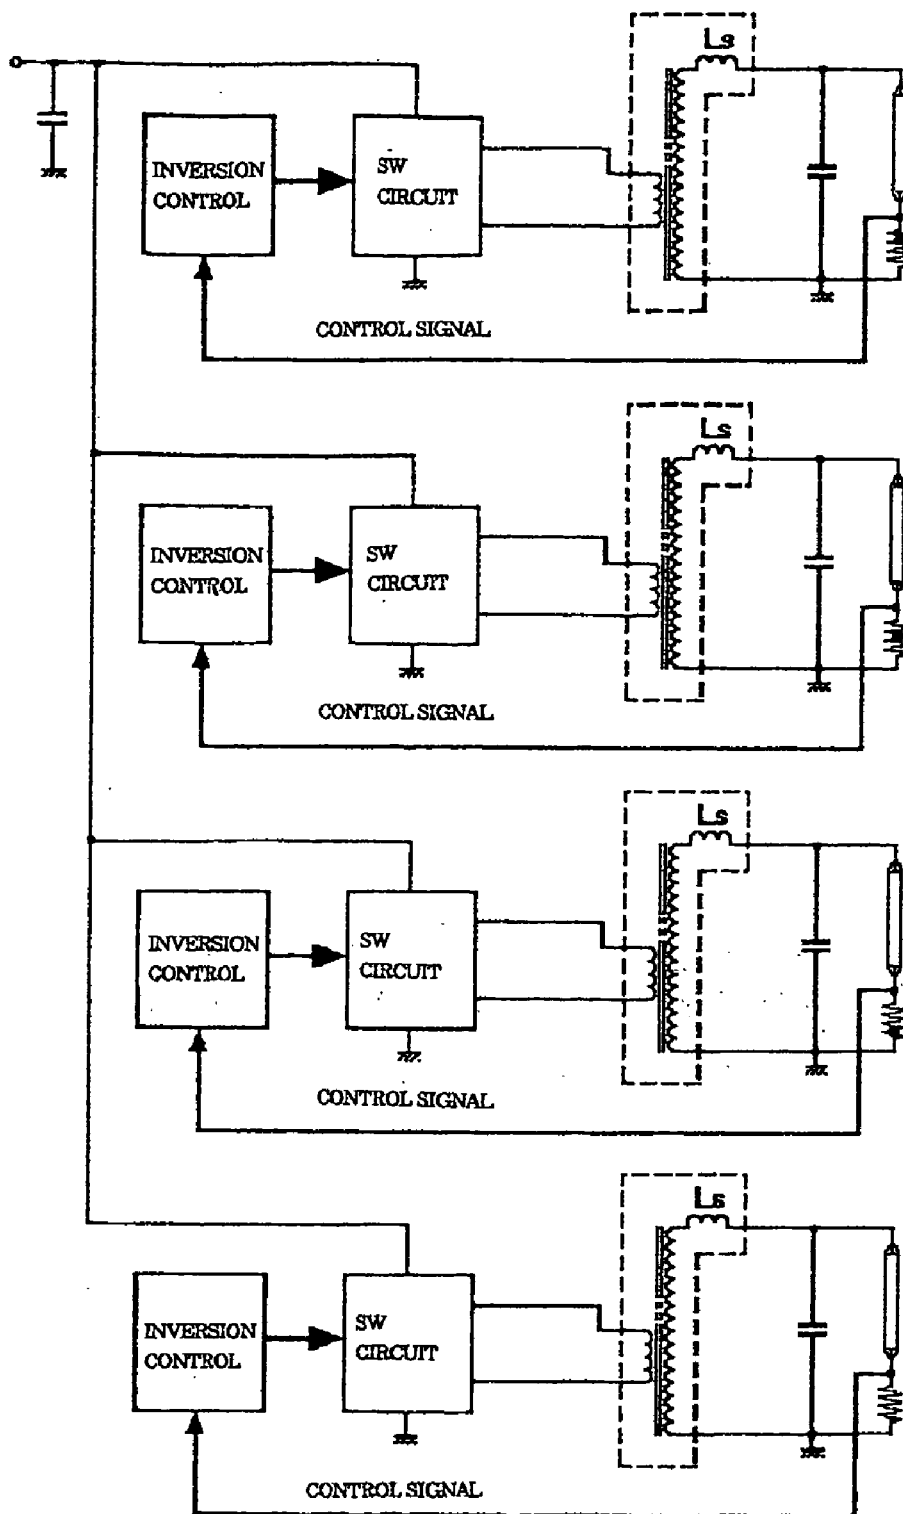 Ls
INVERSION
CONTROL
SW
CIRCUIT
CONTROL SIGNAL
Ls
INVERSION
CONTROL
SW
CIRCUIT
CONTROL SIGNAL
Ls
INVERSION
CONTROL
SW
CIRCUIT
CONTROL SIGNAL
Ls
INVERSION
CONTROL
SW
CIRCUIT
CONTROL SIGNAL